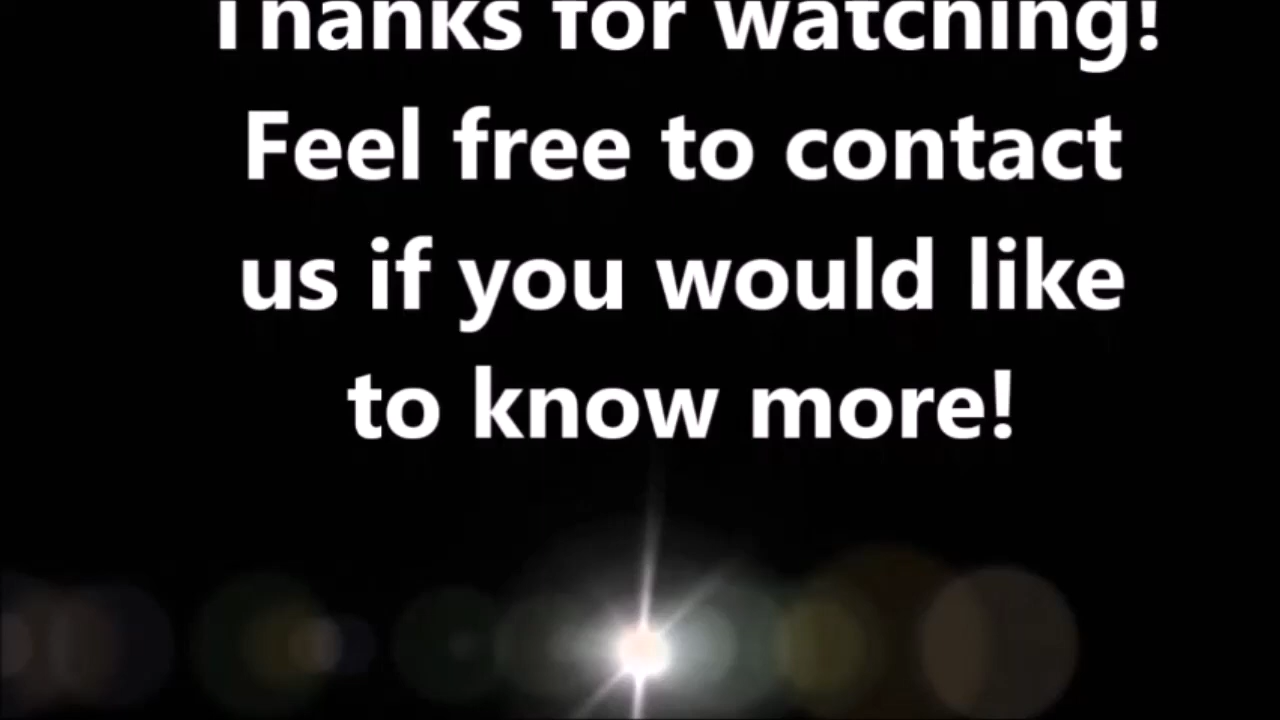 Thanks for watching!
Feel free to contact
us if you would like
to know more!